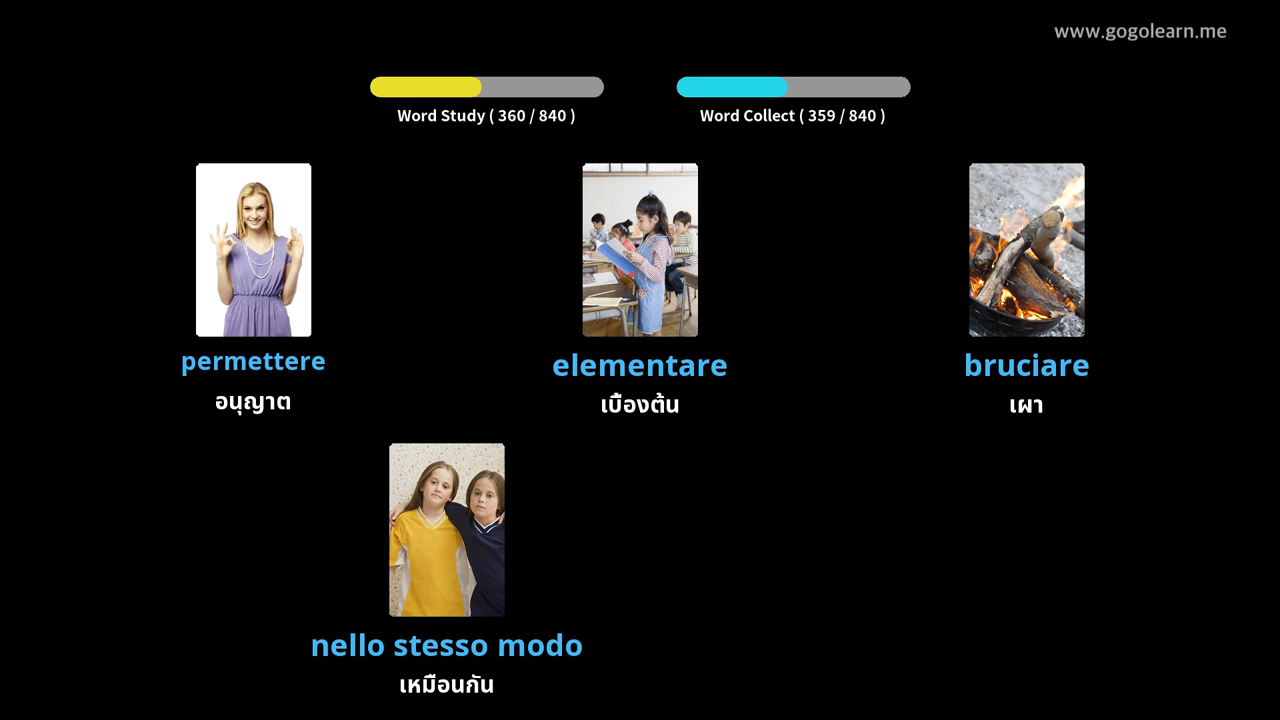 www.gogolearn.me
Word Study ( 360 / 840 )
Word Collect ( 359 / 840 )
permettere
อนุญาต
elementare
เบื้องต้น
bruciare
เผา
nello stesso modo
เหมือนกัน